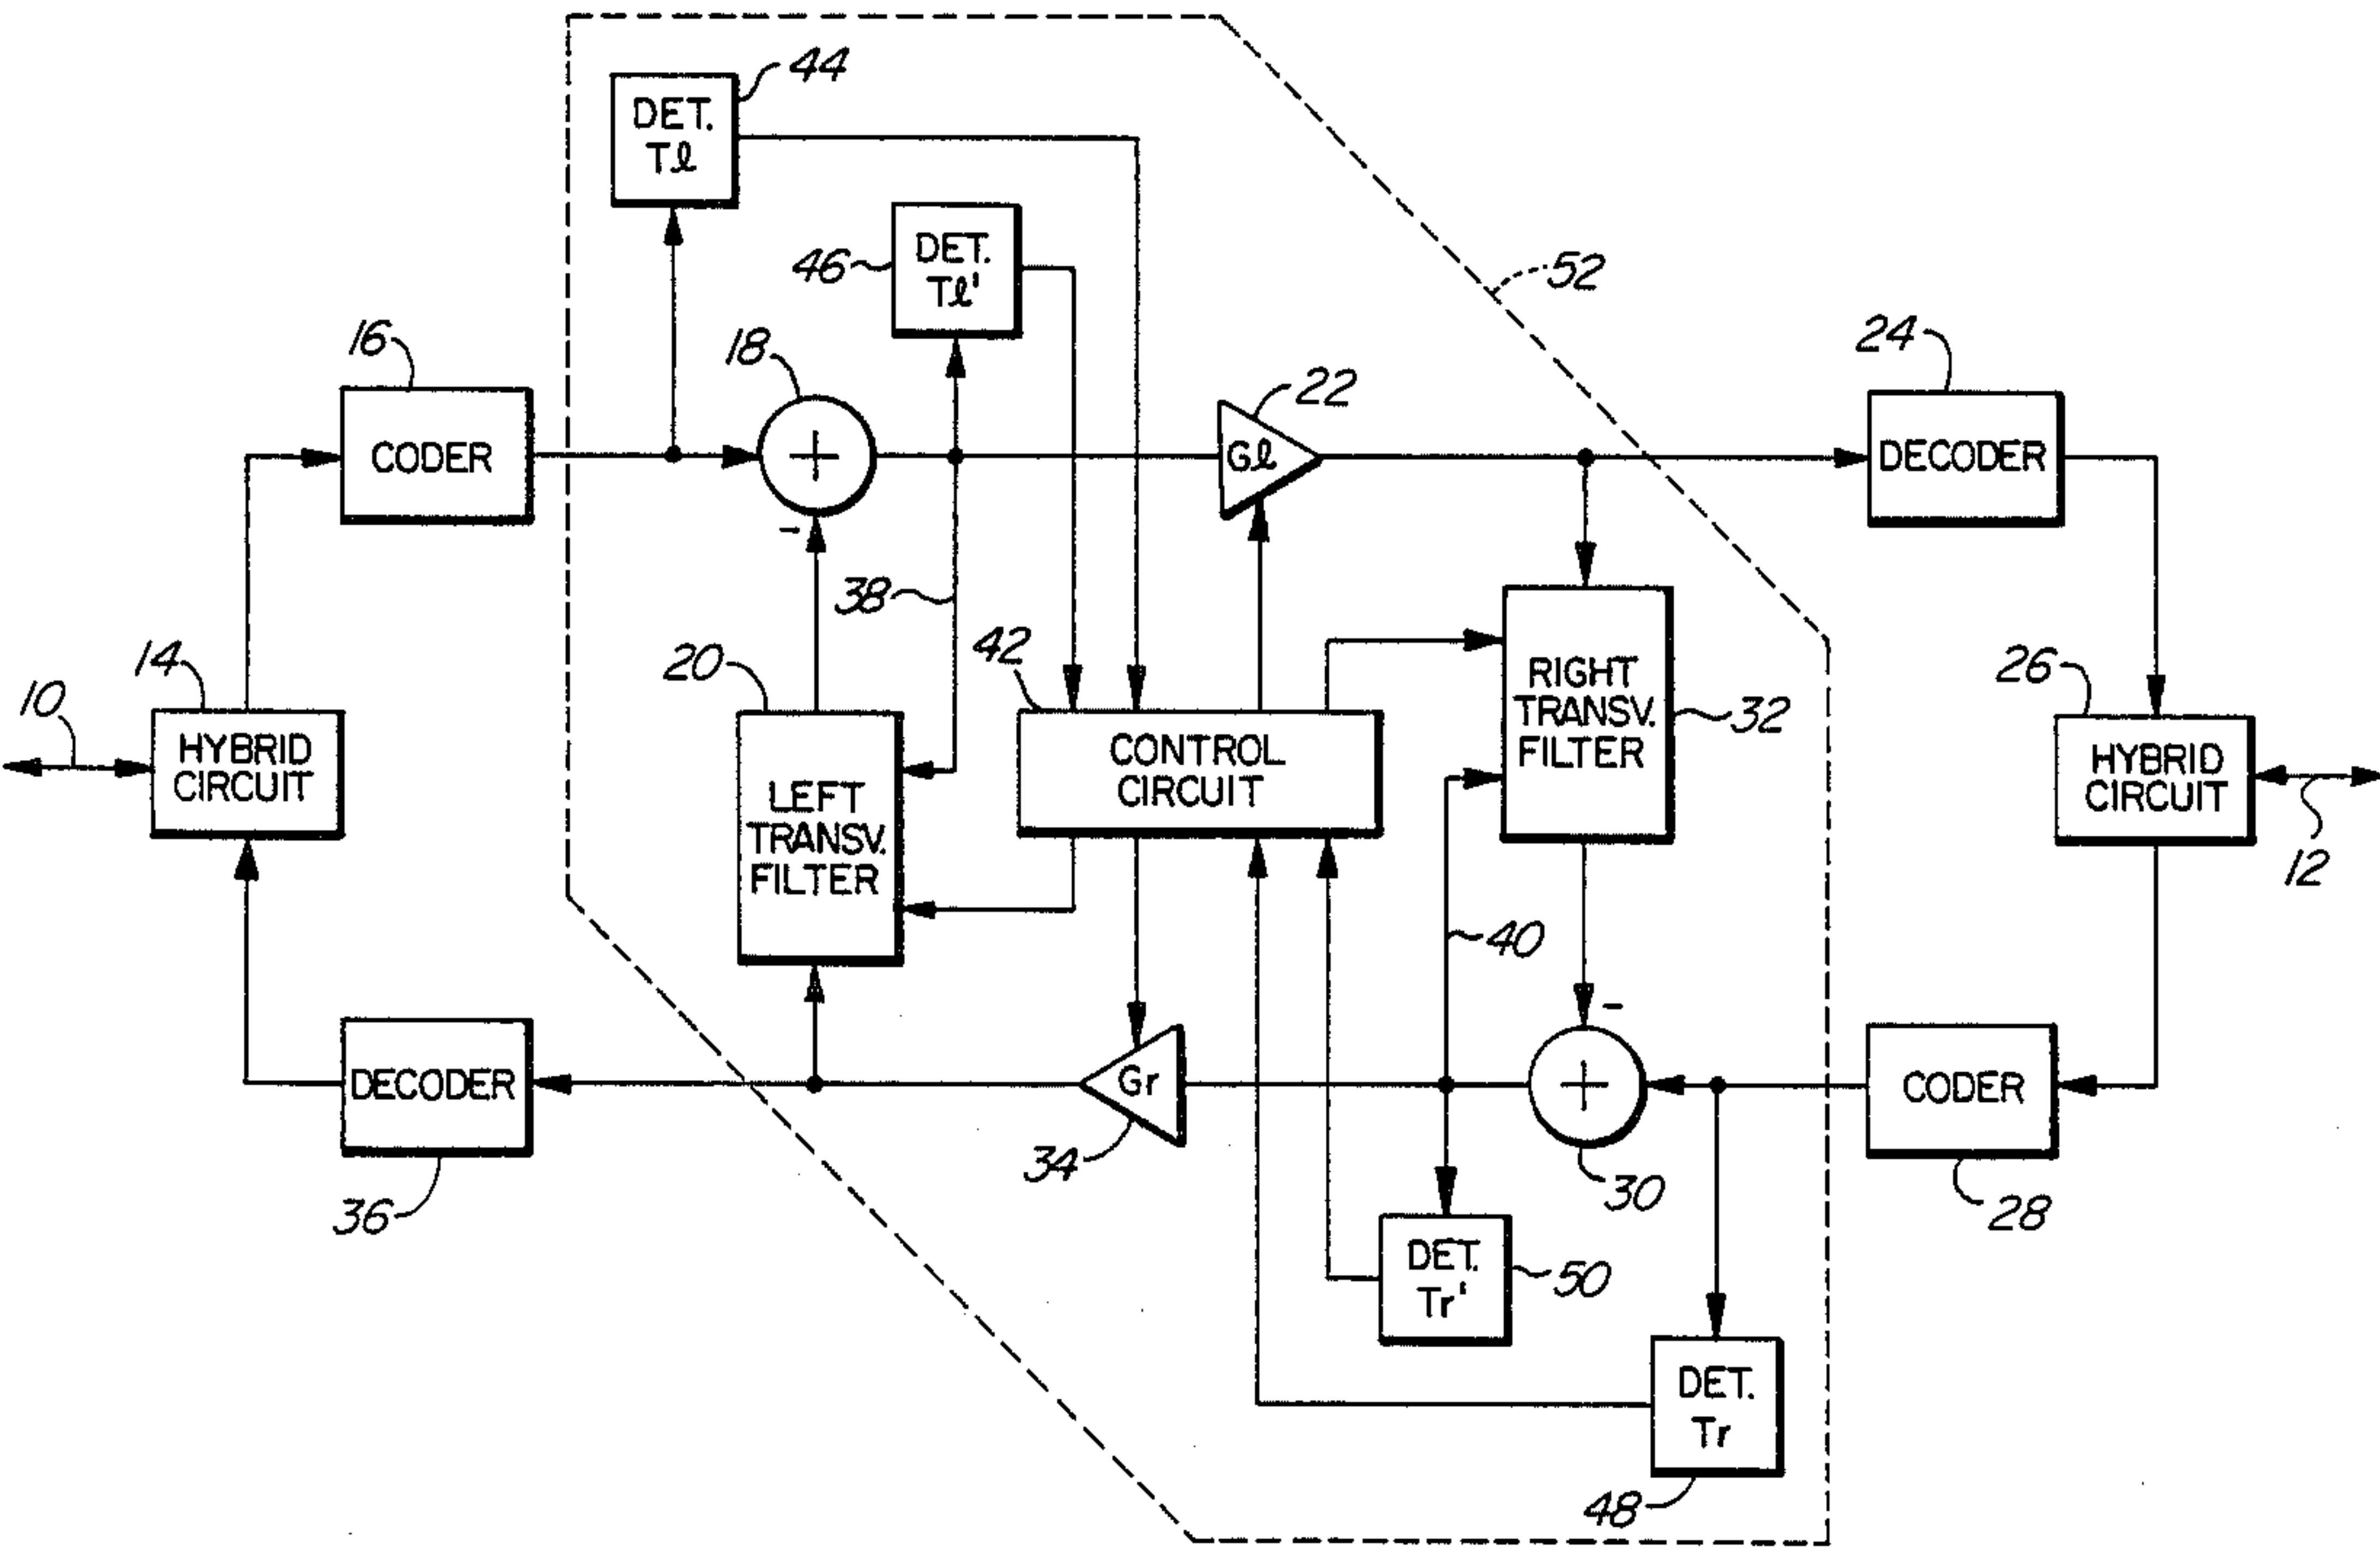 44
DET.
Tℓ
46
DET.
Tℓ'
52
16
18
22
24
CODER
+
Gℓ
DECODER
-
38
14
20
42
26
10
HYBRID
CIRCUIT
RIGHT
TRANSV.
FILTER
32
CONTROL
CIRCUIT
HYBRID
CIRCUIT
LEFT
TRANSV.
FILTER
12
40
-
DECODER
Gr
+
CODER
34
36
30
28
DET.
Tr'
50
DET.
Tr
48